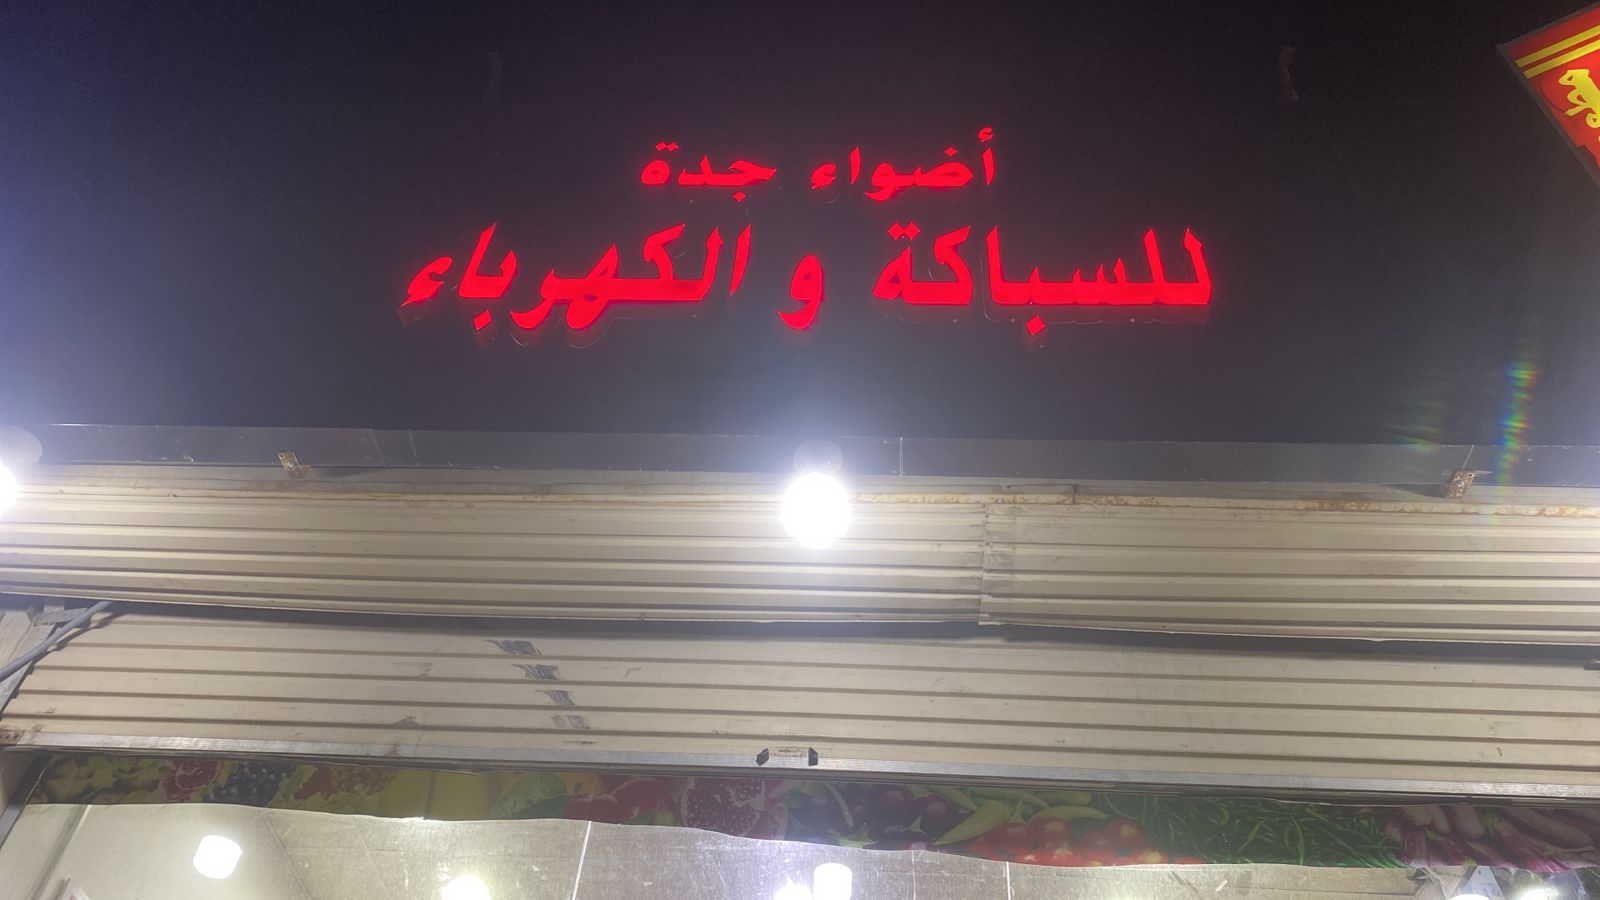 أضواء جدة
للسباكة و الكهرباء